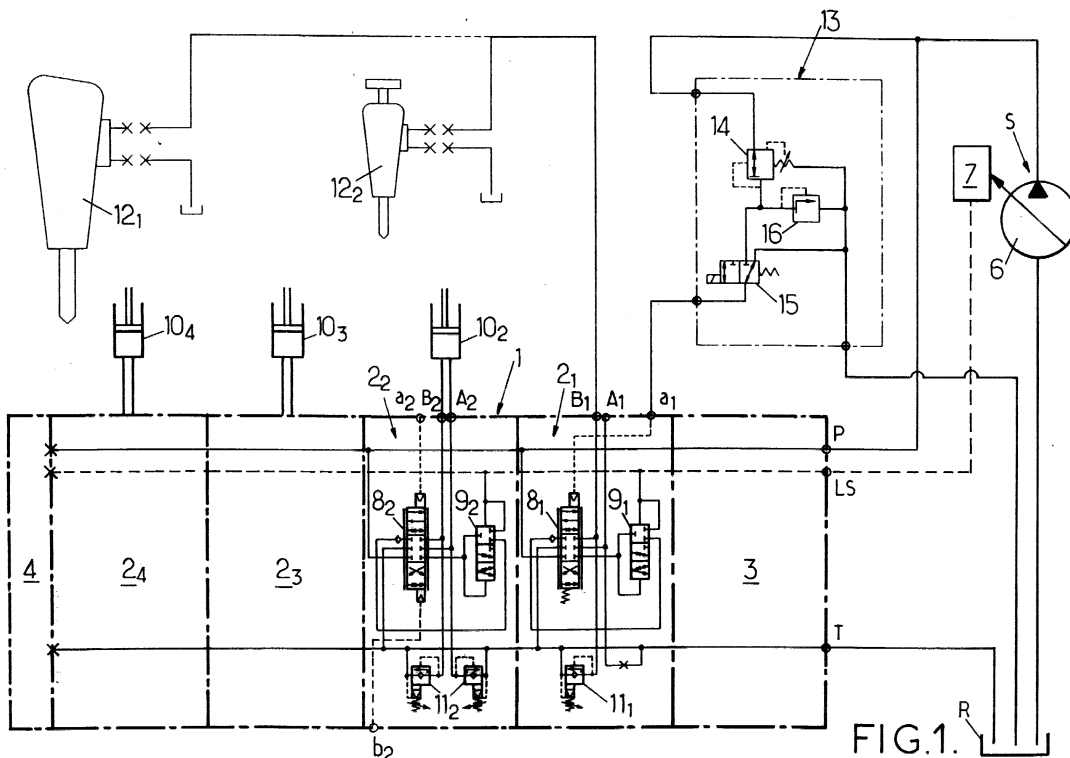 13
S
14
7
12₁
12₂
16
6
15
10₄
10₃
10₂
1
2₂
a₂
B₂
A₂
2₁
B₁
A₁
a₁
P
LS
8₂
9₂
8₁
9₁
4
2₄
2₃
3
T
11₂
11₁
b₂
R
FIG.1.